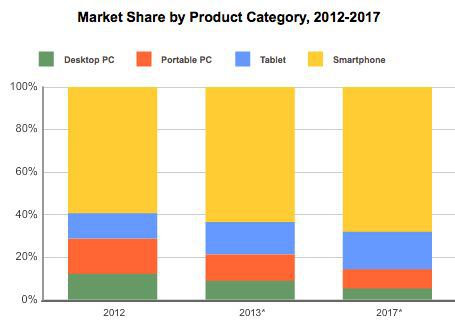 Market Share by Product Category, 2012-2017
Desktop PC Portable PC Tablet Smartphone
100%
80%
60%
40%
20%
0%
2012 2013* 2017*